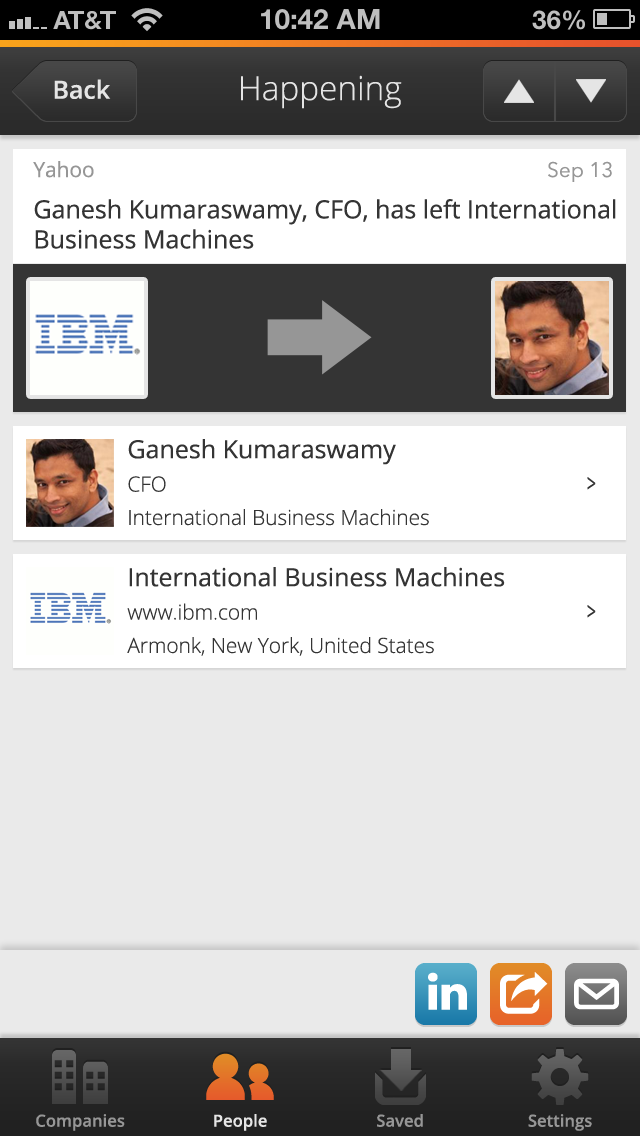 AT&T 10:42 AM 36%
Back Happening
Yahoo Sep 13
Ganesh Kumaraswamy, CFO, has left International
Business Machines
IBM®
Ganesh Kumaraswamy
CFO
International Business Machines
IBM®
International Business Machines
www.ibm.com
Armonk, New York, United States
in
Companies People Saved Settings